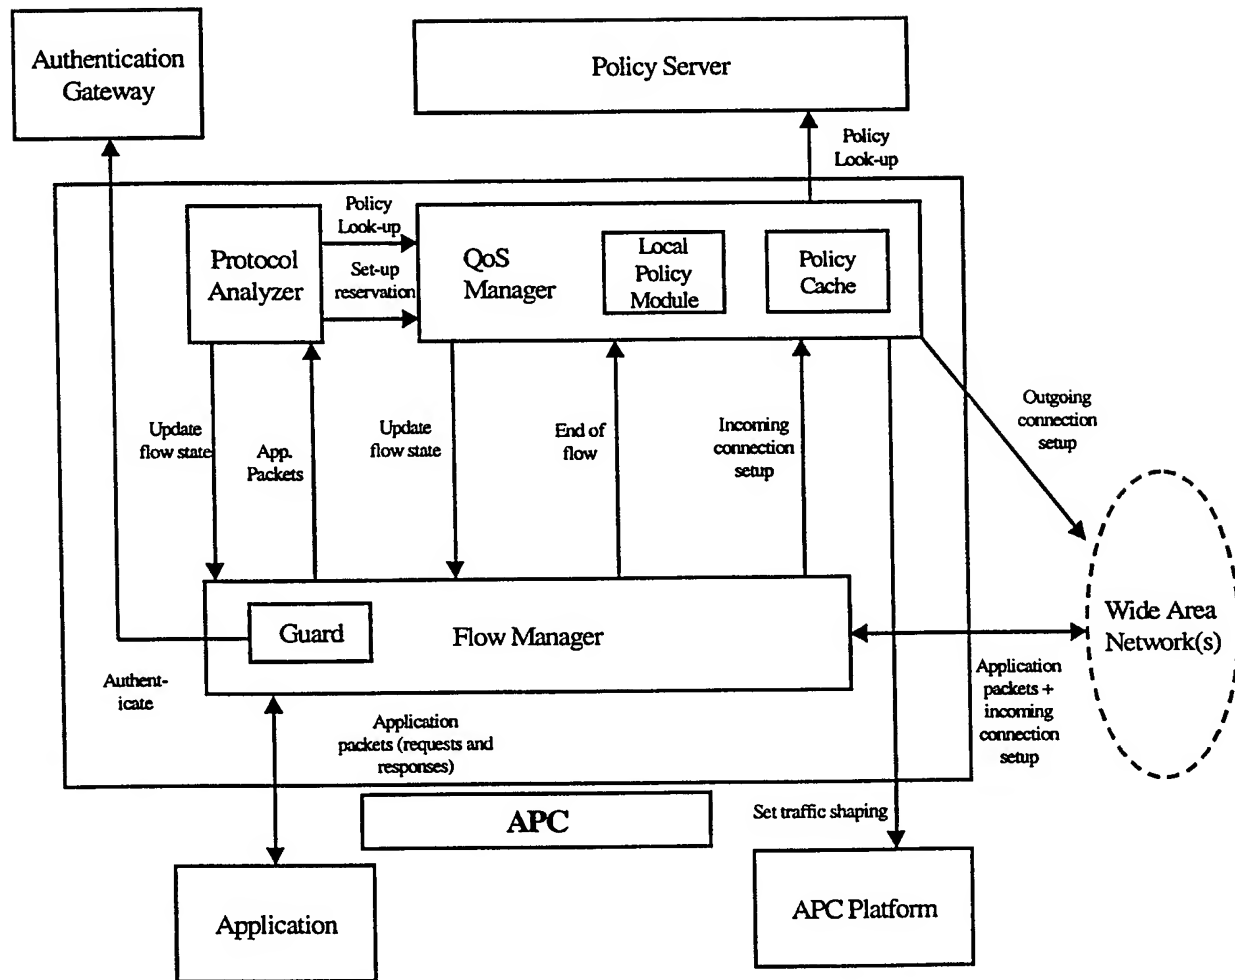 Authentication
Gateway
Policy Server
Policy
Look-up
Policy
Look-up
Set-up
reservation
Protocol
Analyzer
QoS
Manager
Local
Policy
Module
Policy
Cache
Update
flow state
App.
Packets
Update
flow state
End of
flow
Incoming
connection
setup
Outgoing
connection
setup
Guard
Flow Manager
Wide Area
Network(s)
Authent-
icate
Application
packets (requests and
responses)
Application
packets +
incoming
connection
setup
APC
Set traffic shaping
Application
APC Platform